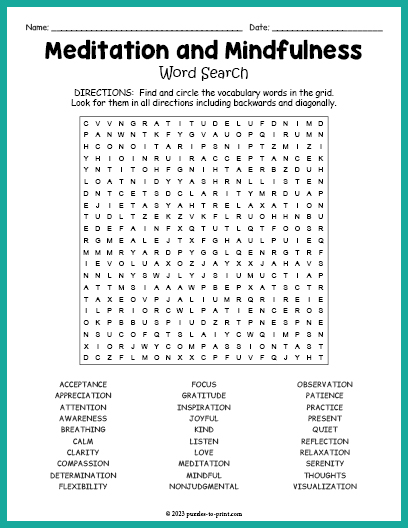 Name: ________________ Date: ____________
Meditation and Mindfulness
Word Search
DIRECTIONS: Find and circle the vocabulary words in the grid.
Look for them in all directions including backwards and diagonally.
C V V N G R A T I T U D E L U F D N I M D
P A N W N T K F Y G V A U O P Q I R U M N
H C O N O I T A R I P S N I P T Z M I Z I
Y H I O I N R U I R A C C E P T A N C E K
Y N T I T C H F G N I H T A E R B Z D U H
L O A T N I D Y Y A S H R N L L I S T E N
D N T C E T S D C L A R I T Y M R D U A P
E J I E T A S Y A H T R E L A X A T I O N
T U D L T Z E K Z V K F L R U O H H N B U
E D E F A I N F X Q T U T L Q T F O O S R
R G M E A L E J T X F G H A U L P U I E Q
M M M R Y A R D P Y G G L Q E N R G T R F
I E V O L U A X O Z J A Y X X J A H A V S
N N L N Y S W J L Y J S I U M U C T I A P
A T T M S I A A A W P B E P X A T S C T R
T A X E O V P J A L I U M R Q R I R E I E
I L P R I O R C W L P A T I E N C E R O S
O K P B B U S P I U D Z R T P N E S P N E
N S U C O F Q T S L A I Y C W Q I M P S N
X I O R J W Y C O M P A S S I O N T A S T
D C Z F L M O N X X C P F U V F Q J Y H T
ACCEPTANCE FOCUS OBSERVATION
APPRECIATION GRATITUDE PATIENCE
ATTENTION INSPIRATION PRACTICE
AWARENESS JOYFUL PRESENT
BREATHING KIND QUIET
CALM LISTEN REFLECTION
CLARITY LOVE RELAXATION
COMPASSION MEDITATION SERENITY
DETERMINATION MINDFUL THOUGHTS
FLEXIBILITY NONJUDGMENTAL VISUALIZATION
© 2023 puzzles-to-print.com